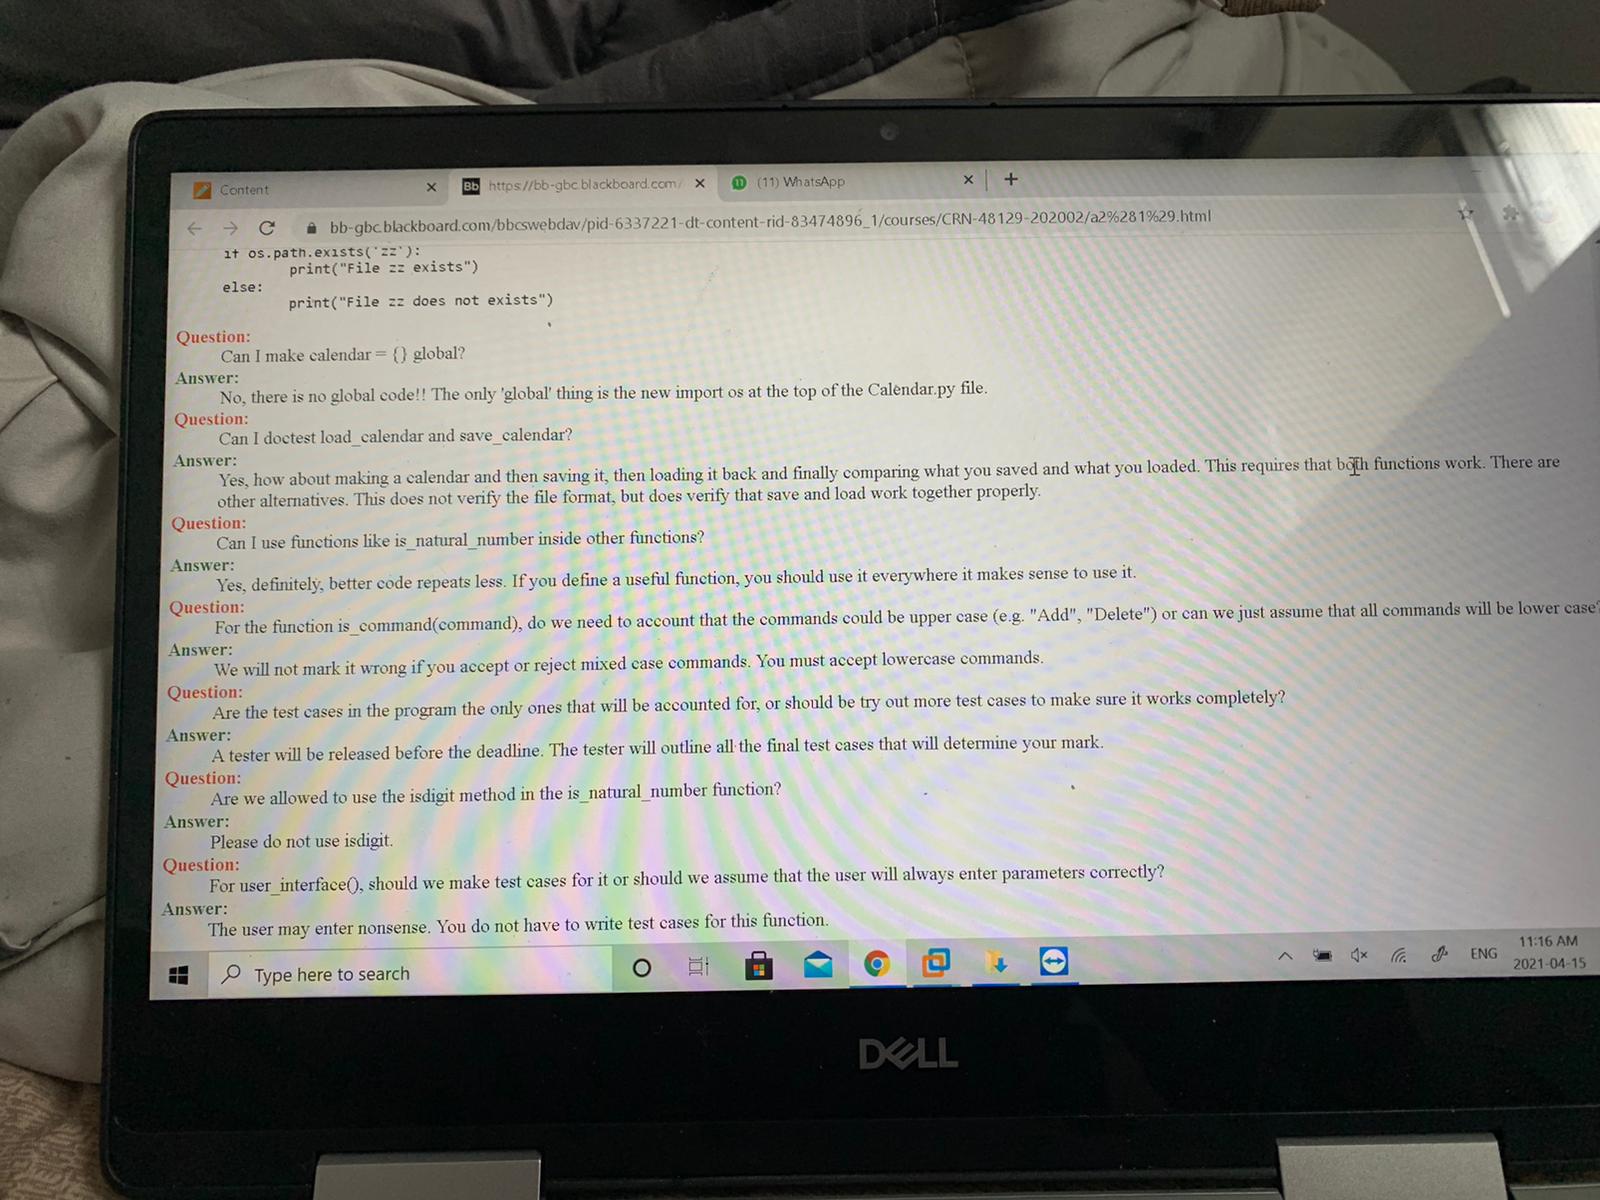 Content
https://bb-gbc.blackboard.com/
(11) WhatsApp
bb-gbc.blackboard.com/bbcswebdav/pid-6337221-dt-content-rid-83474896_1/courses/CRN-48129-202002/a2%281%29.html
if os.path.exists('zz'):
print("File zz exists")
else:
print("File zz does not exists")
Question:
Can I make calendar = {} global?
Answer:
No, there is no global code!! The only 'global' thing is the new import os at the top of the Calendar.py file.
Question:
Can I doctest load_calendar and save_calendar?
Answer:
Yes, how about making a calendar and then saving it, then loading it back and finally comparing what you saved and what you loaded. This requires that both functions work. There are
other alternatives. This does not verify the file format, but does verify that save and load work together properly.
Question:
Can I use functions like is_natural_number inside other functions?
Answer:
Yes, definitely, better code repeats less. If you define a useful function, you should use it everywhere it makes sense to use it.
Question:
For the function is_command(command), do we need to account that the commands could be upper case (e.g. "Add", "Delete") or can we just assume that all commands will be lower case?
Answer:
We will not mark it wrong if you accept or reject mixed case commands. You must accept lowercase commands.
Question:
Are the test cases in the program the only ones that will be accounted for, or should be try out more test cases to make sure it works completely?
Answer:
A tester will be released before the deadline. The tester will outline all the final test cases that will determine your mark.
Question:
Are we allowed to use the isdigit method in the is_natural_number function?
Answer:
Please do not use isdigit.
Question:
For user_interface(), should we make test cases for it or should we assume that the user will always enter parameters correctly?
Answer:
The user may enter nonsense. You do not have to write test cases for this function.
Type here to search
ENG
11:16 AM
2021-04-15
DELL